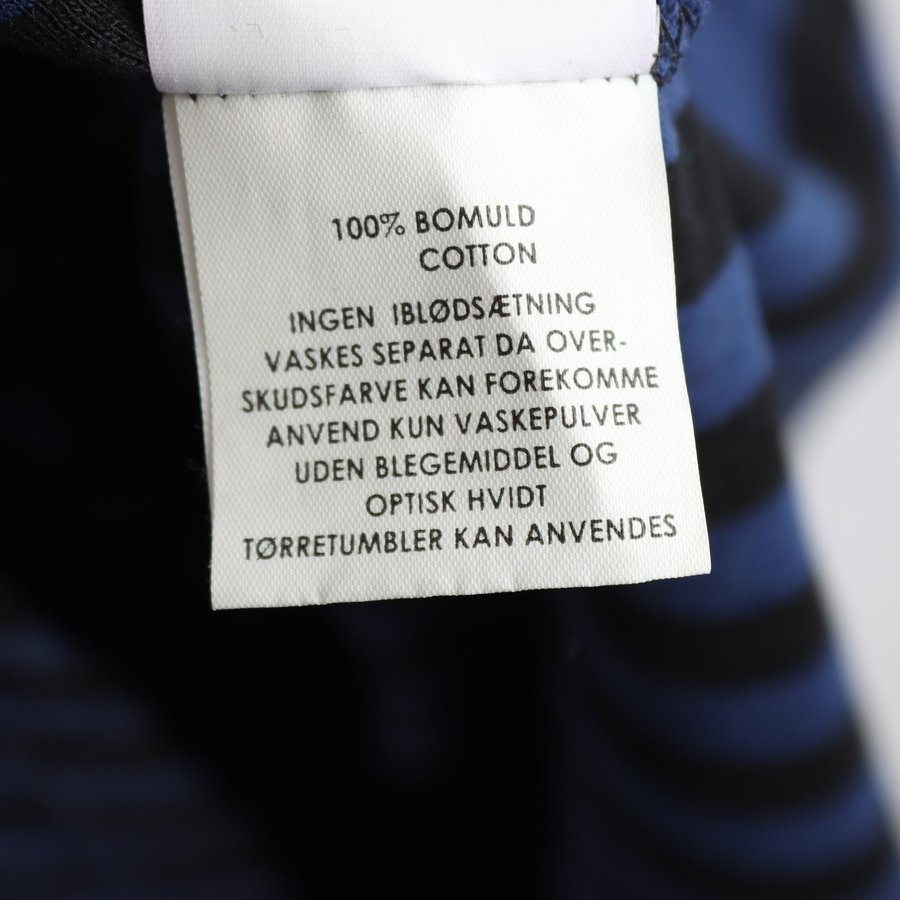 100% BOMULD
COTTON
INGEN IBLØDSÆTNING
VASKES SEPARAT DA OVER-
SKUDSFARVE KAN FOREKOMME
ANVEND KUN VASKEPULVER
UDEN BLEGEMIDDEL OG
OPTISK HVIDT
TØRRETUMBLER KAN ANVENDES